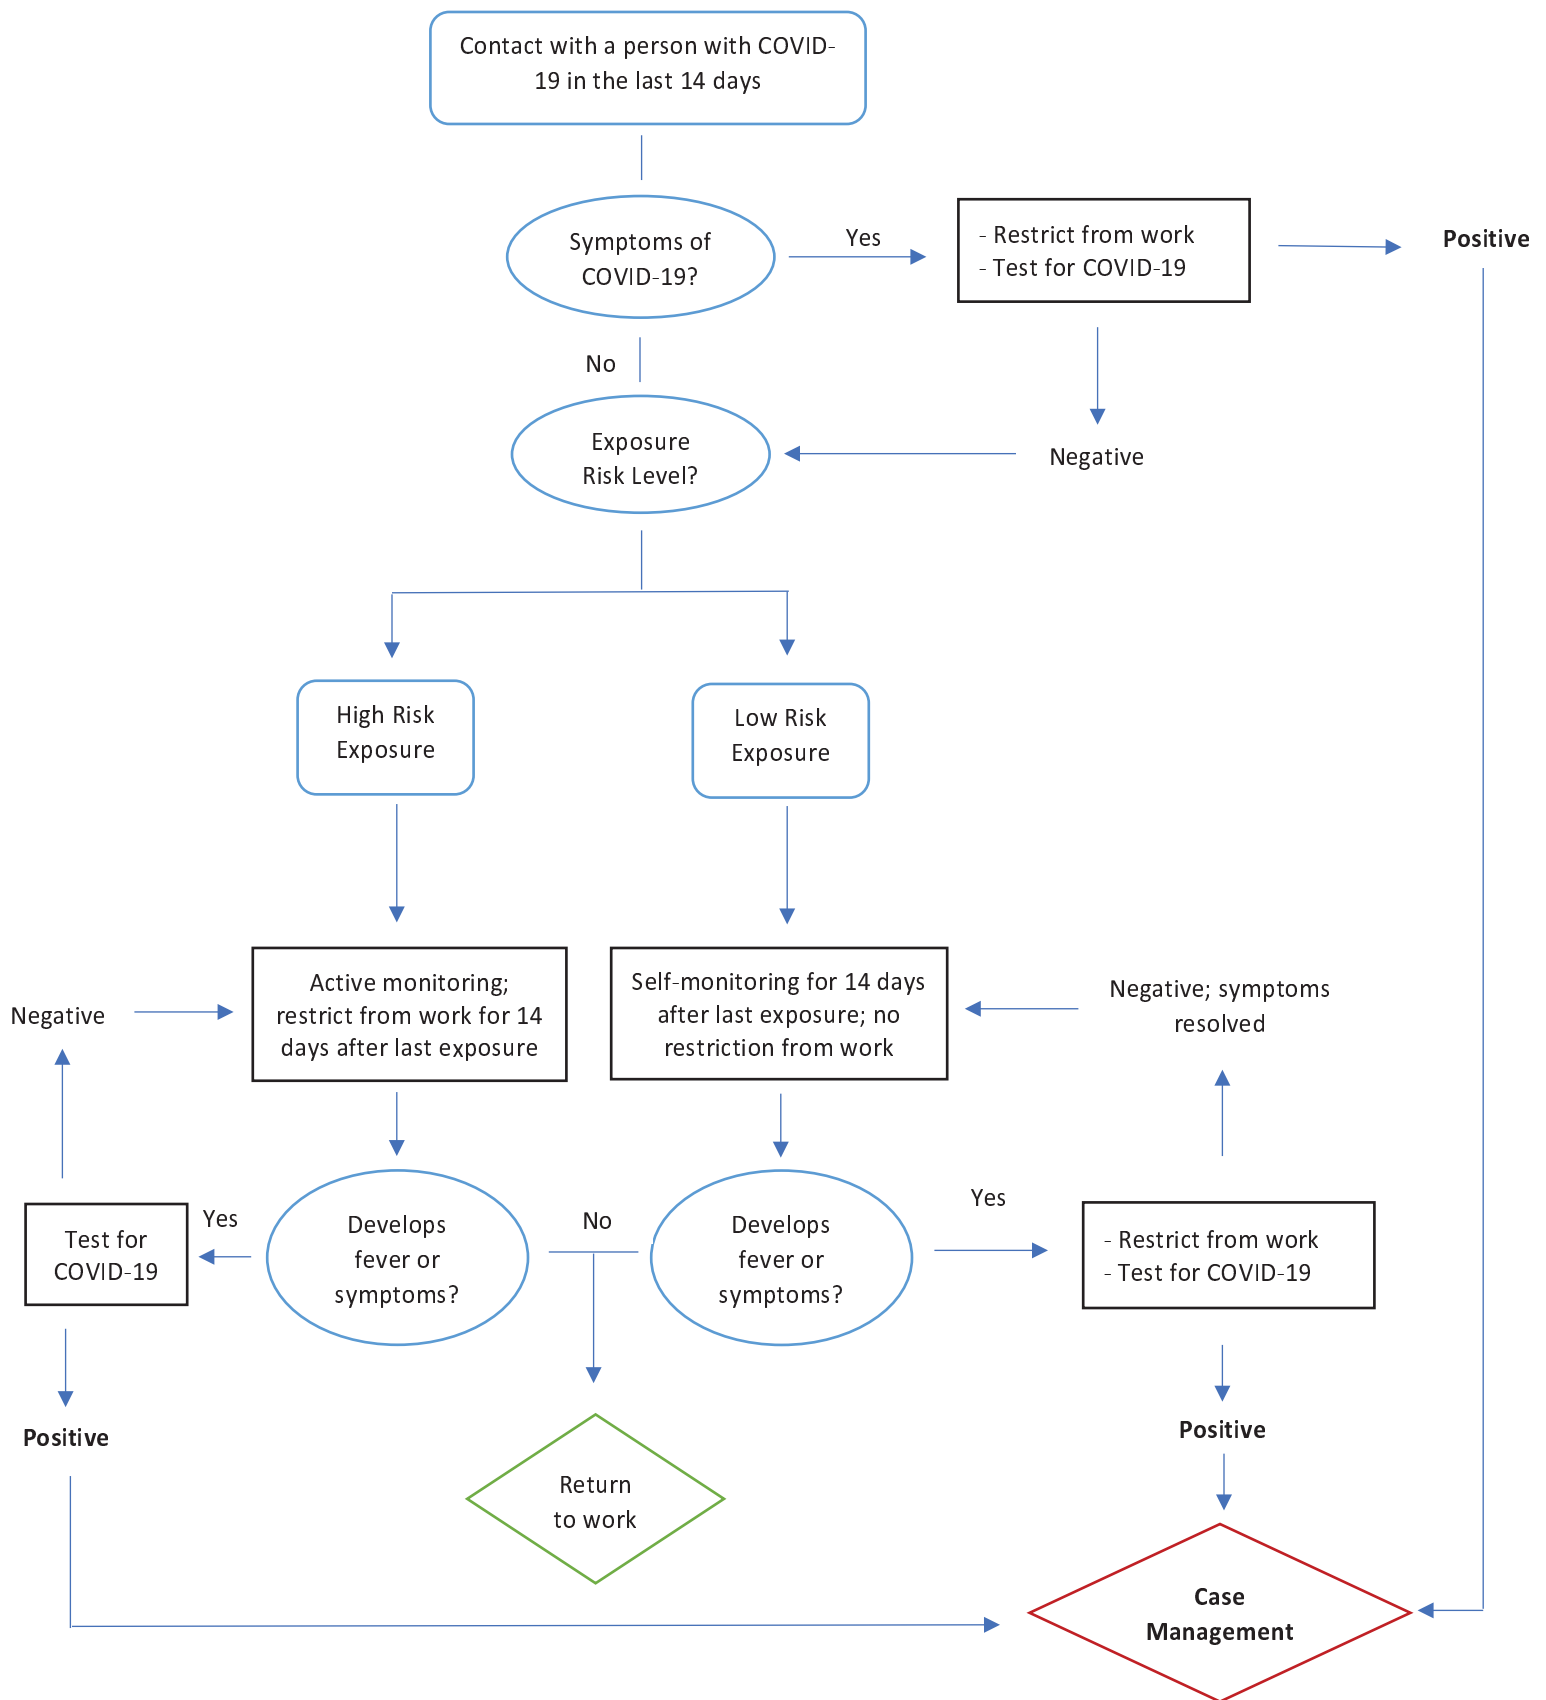 Contact with a person with COVID-
19 in the last 14 days
Symptoms of
COVID-19?
Yes
- Restrict from work
- Test for COVID-19
Positive
No
Exposure
Risk Level?
Negative
High Risk
Exposure
Low Risk
Exposure
Negative
Active monitoring;
restrict from work for 14
days after last exposure
Self-monitoring for 14 days
after last exposure; no
restriction from work
Negative; symptoms
resolved
Test for
COVID-19
Yes
Develops
fever or
symptoms?
No
Develops
fever or
symptoms?
Yes
- Restrict from work
- Test for COVID-19
Positive
Return
to work
Positive
Case
Management